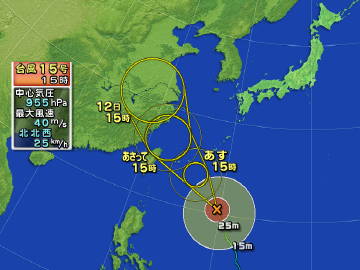 台風15号
15時
中心気圧
955hPa
最大風速
40m/s
北北西
25km/h
12日
15時
あさって
15時
あす
15時
25m
15m